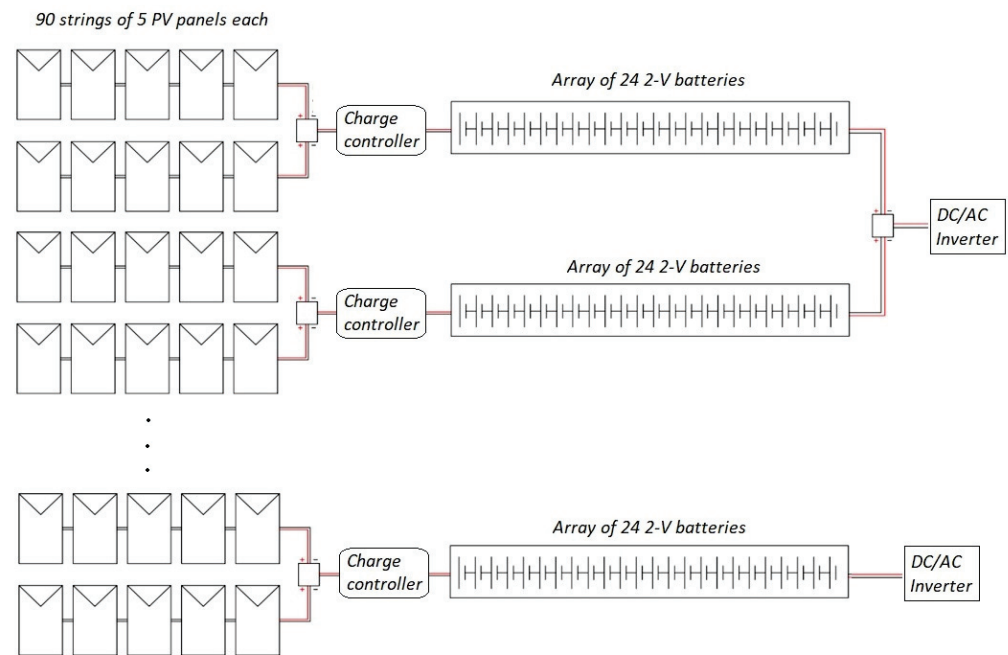 90 strings of 5 PV panels each
Array of 24 2-V batteries
Charge
controller
+ −
+ −
DC/AC
Inverter
+ −
+ −
Array of 24 2-V batteries
Charge
controller
+ −
+ −
Array of 24 2-V batteries
Charge
controller
+ −
+ −
DC/AC
Inverter